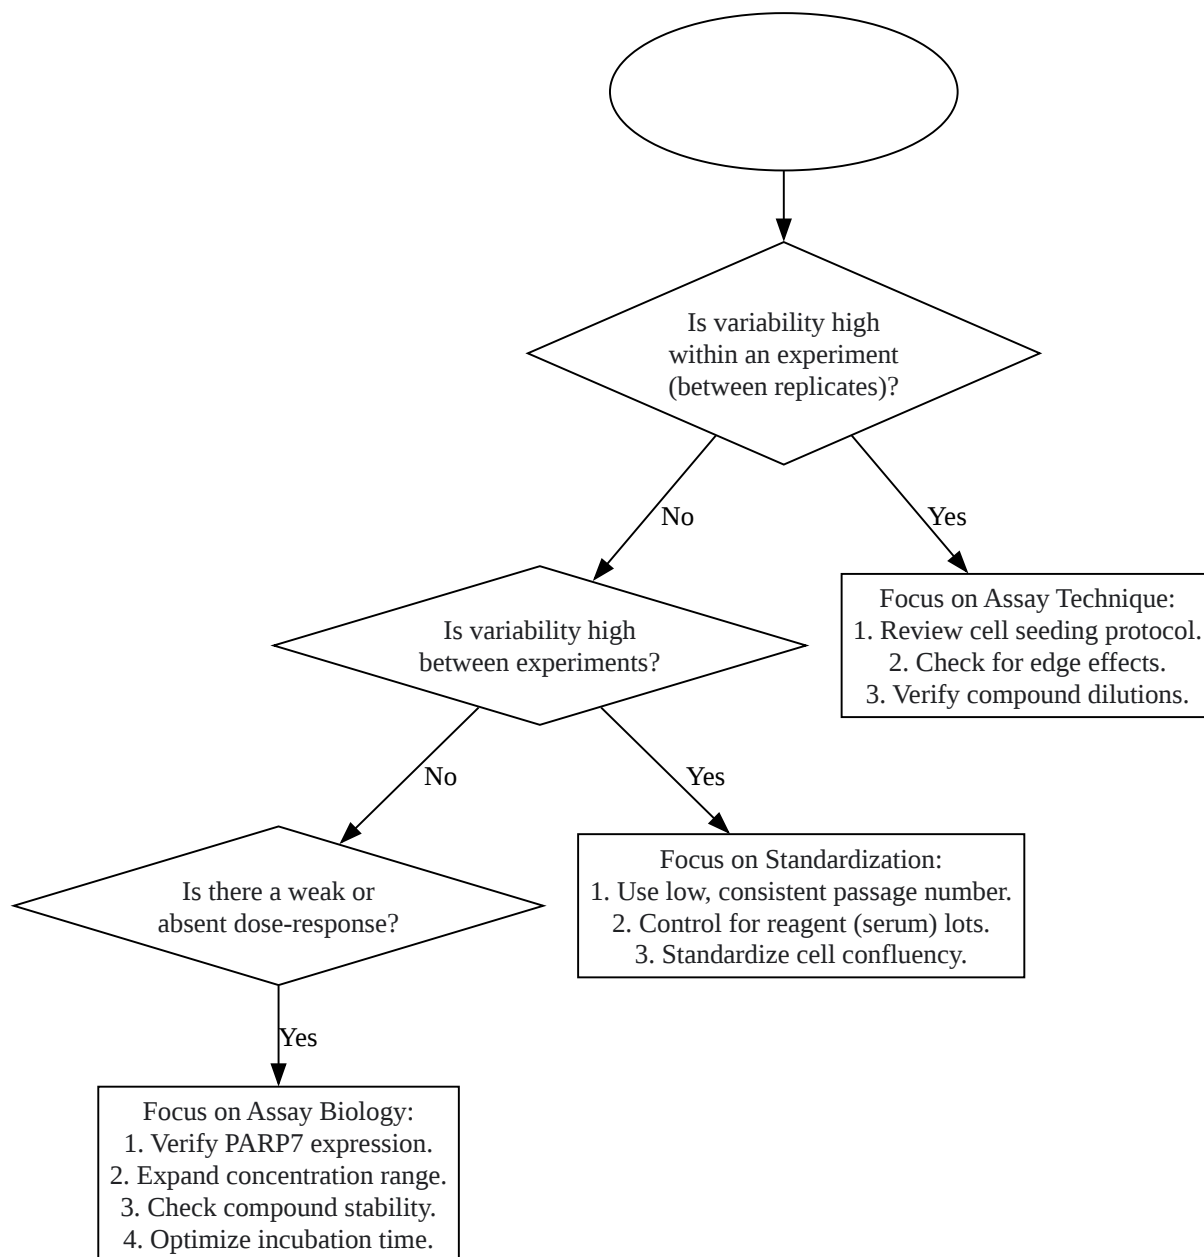 Is variability high
within an experiment
(between replicates)?
No
Yes
Focus on Assay Technique:
1. Review cell seeding protocol.
2. Check for edge effects.
3. Verify compound dilutions.
Is variability high
between experiments?
No
Yes
Focus on Standardization:
1. Use low, consistent passage number.
2. Control for reagent (serum) lots.
3. Standardize cell confluency.
Is there a weak or
absent dose-response?
Yes
Focus on Assay Biology:
1. Verify PARP7 expression.
2. Expand concentration range.
3. Check compound stability.
4. Optimize incubation time.